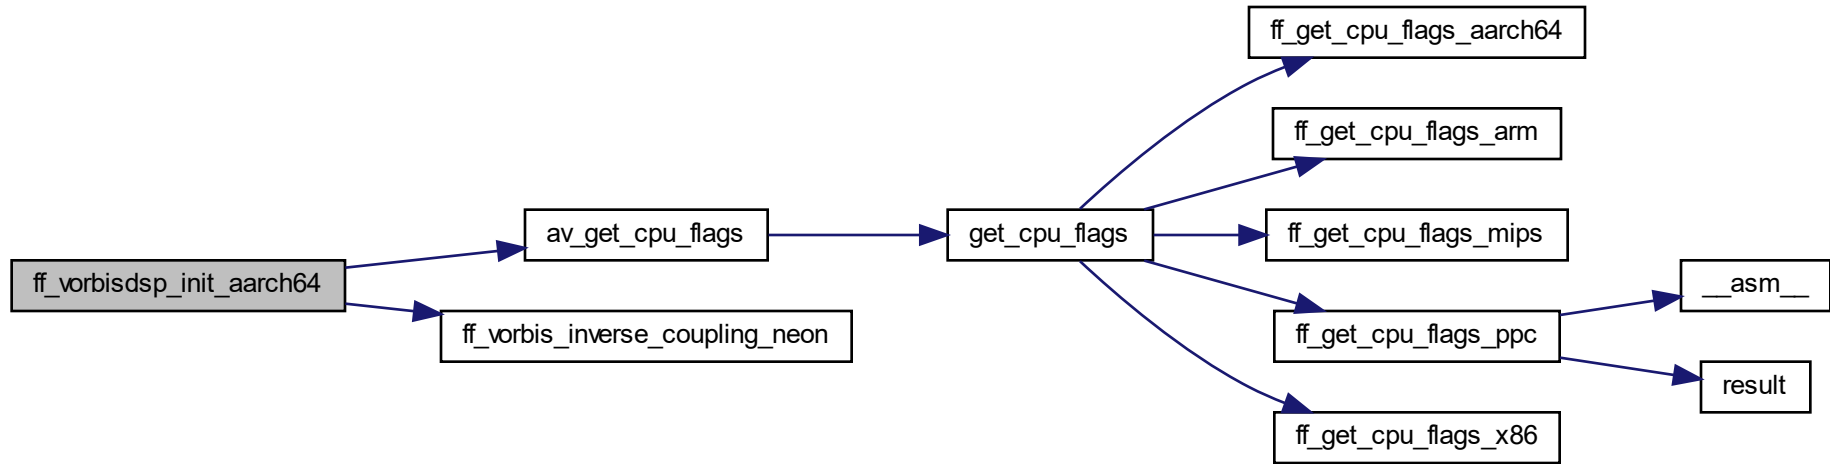 ff_get_cpu_flags_aarch64
ff_get_cpu_flags_arm
av_get_cpu_flags
get_cpu_flags
ff_get_cpu_flags_mips
ff_vorbisdsp_init_aarch64
__asm__
ff_vorbis_inverse_coupling_neon
ff_get_cpu_flags_ppc
result
ff_get_cpu_flags_x86